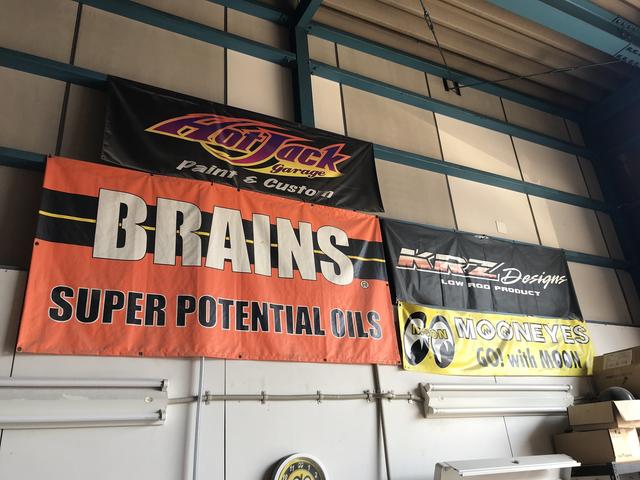 Hot Jack
garage
Paint & Custom
BRAINS®
SUPER POTENTIAL OILS
KRZ Designs
LOW ROD PRODUCT
MOON MOONEYES
GO! with MOON